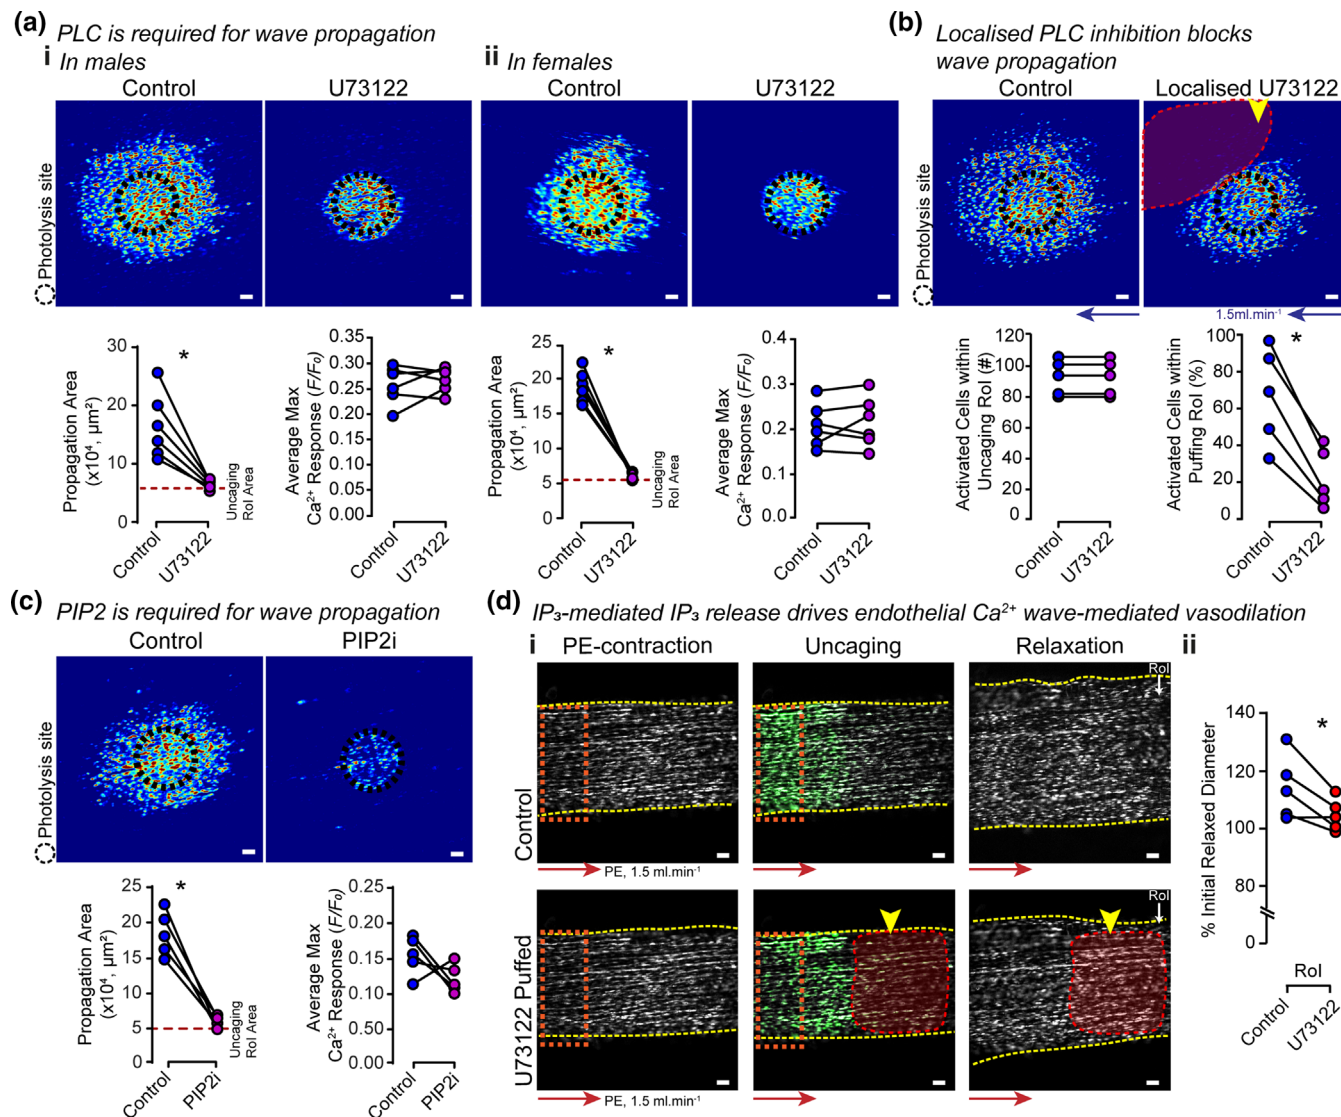 (a) PLC is required for wave propagation
i In males
Control
U73122
ii In females
Control
U73122
Photolysis site
Propagation Area
(x10⁴, µm²)
30
20
10
0
*
Uncaging
RoI Area
Control
U73122
Average Max
Ca²⁺ Response (F/F₀)
0.35
0.30
0.25
0.20
0.15
0.10
0.05
0.00
Control
U73122
Propagation Area
(x10⁴, µm²)
25
20
15
10
5
0
*
Uncaging
RoI Area
Control
U73122
Average Max
Ca²⁺ Response (F/F₀)
0.4
0.3
0.2
0.1
0.0
Control
U73122
(b) Localised PLC inhibition blocks
wave propagation
Control
Localised U73122
Photolysis site
1.5ml.min⁻¹
Activated Cells within
Uncaging RoI (#)
120
100
80
60
40
20
0
Control
U73122
Activated Cells within
Puffing RoI (%)
100
80
60
40
20
0
*
Control
U73122
(c) PIP2 is required for wave propagation
Control
PIP2i
Photolysis site
Propagation Area
(x10⁴, µm²)
25
20
15
10
5
0
*
Uncaging
RoI Area
Control
PIP2i
Average Max
Ca²⁺ Response (F/F₀)
0.25
0.20
0.15
0.10
0.50
0.00
Control
PIP2i
(d) IP₃-mediated IP₃ release drives endothelial Ca²⁺ wave-mediated vasodilation
i
PE-contraction
Uncaging
Relaxation
Control
RoI
PE, 1.5 ml.min⁻¹
U73122 Puffed
RoI
PE, 1.5 ml.min⁻¹
ii
% Initial Relaxed Diameter
140
120
100
80
0
*
RoI
Control
U73122